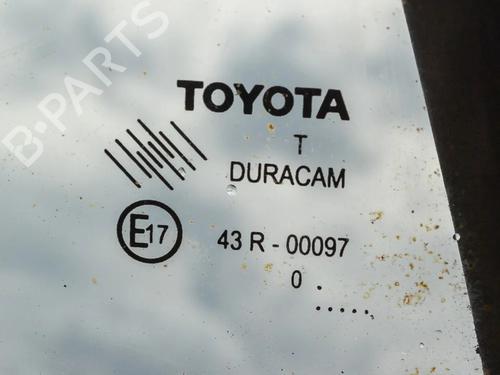 B-PARTS
TOYOTA
T
DURACAM
E17
43 R - 00097
0 .
.....